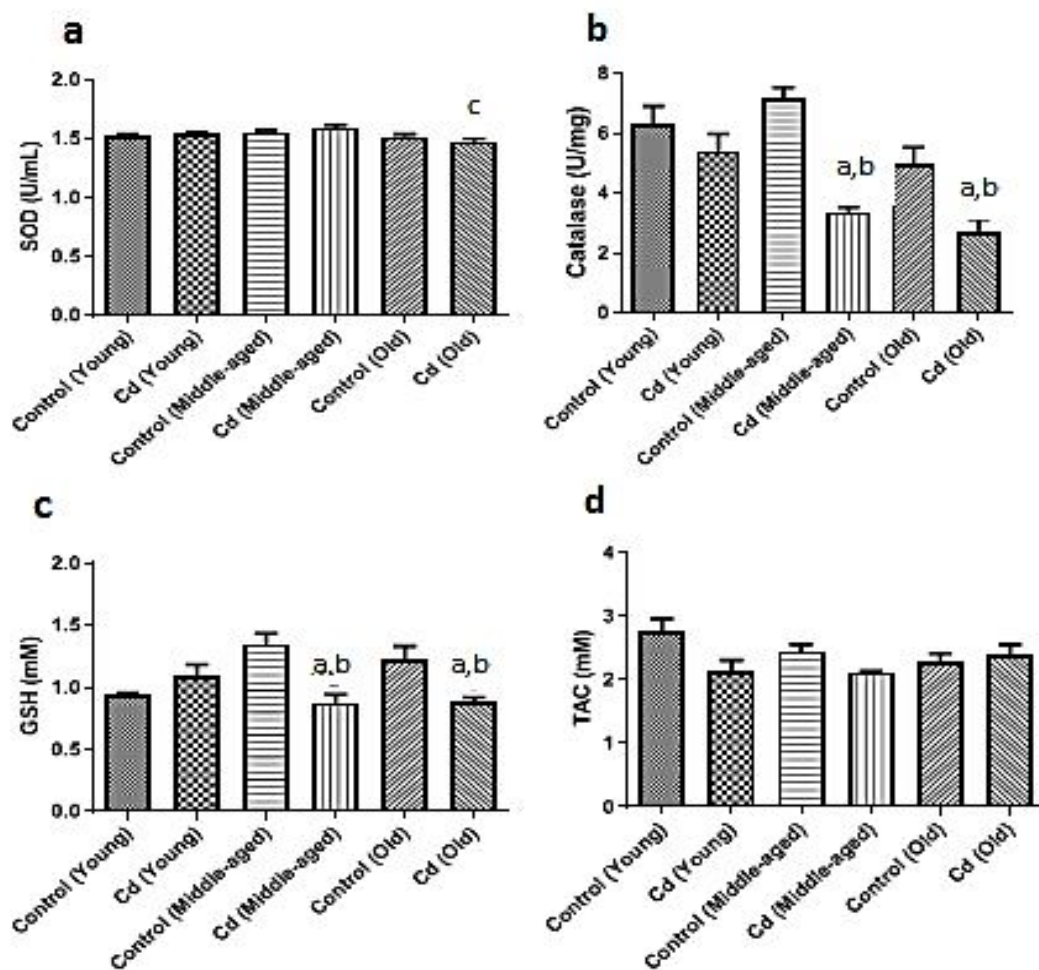 a
SOD (U/mL)
2.0
1.5
1.0
0.5
0.0
c
Control (Young)
Cd (Young)
Control (Middle-aged)
Cd (Middle-aged)
Control (Old)
Cd (Old)
b
Catalase (U/mg)
8
6
4
2
0
a,b
a,b
Control (Young)
Cd (Young)
Control (Middle-aged)
Cd (Middle-aged)
Control (Old)
Cd (Old)
c
GSH (mM)
2.0
1.5
1.0
0.5
0.0
a,b
a,b
Control (Young)
Cd (Young)
Control (Middle-aged)
Cd (Middle-aged)
Control (Old)
Cd (Old)
d
TAC (mM)
4
3
2
1
0
Control (Young)
Cd (Young)
Control (Middle-aged)
Cd (Middle-aged)
Control (Old)
Cd (Old)